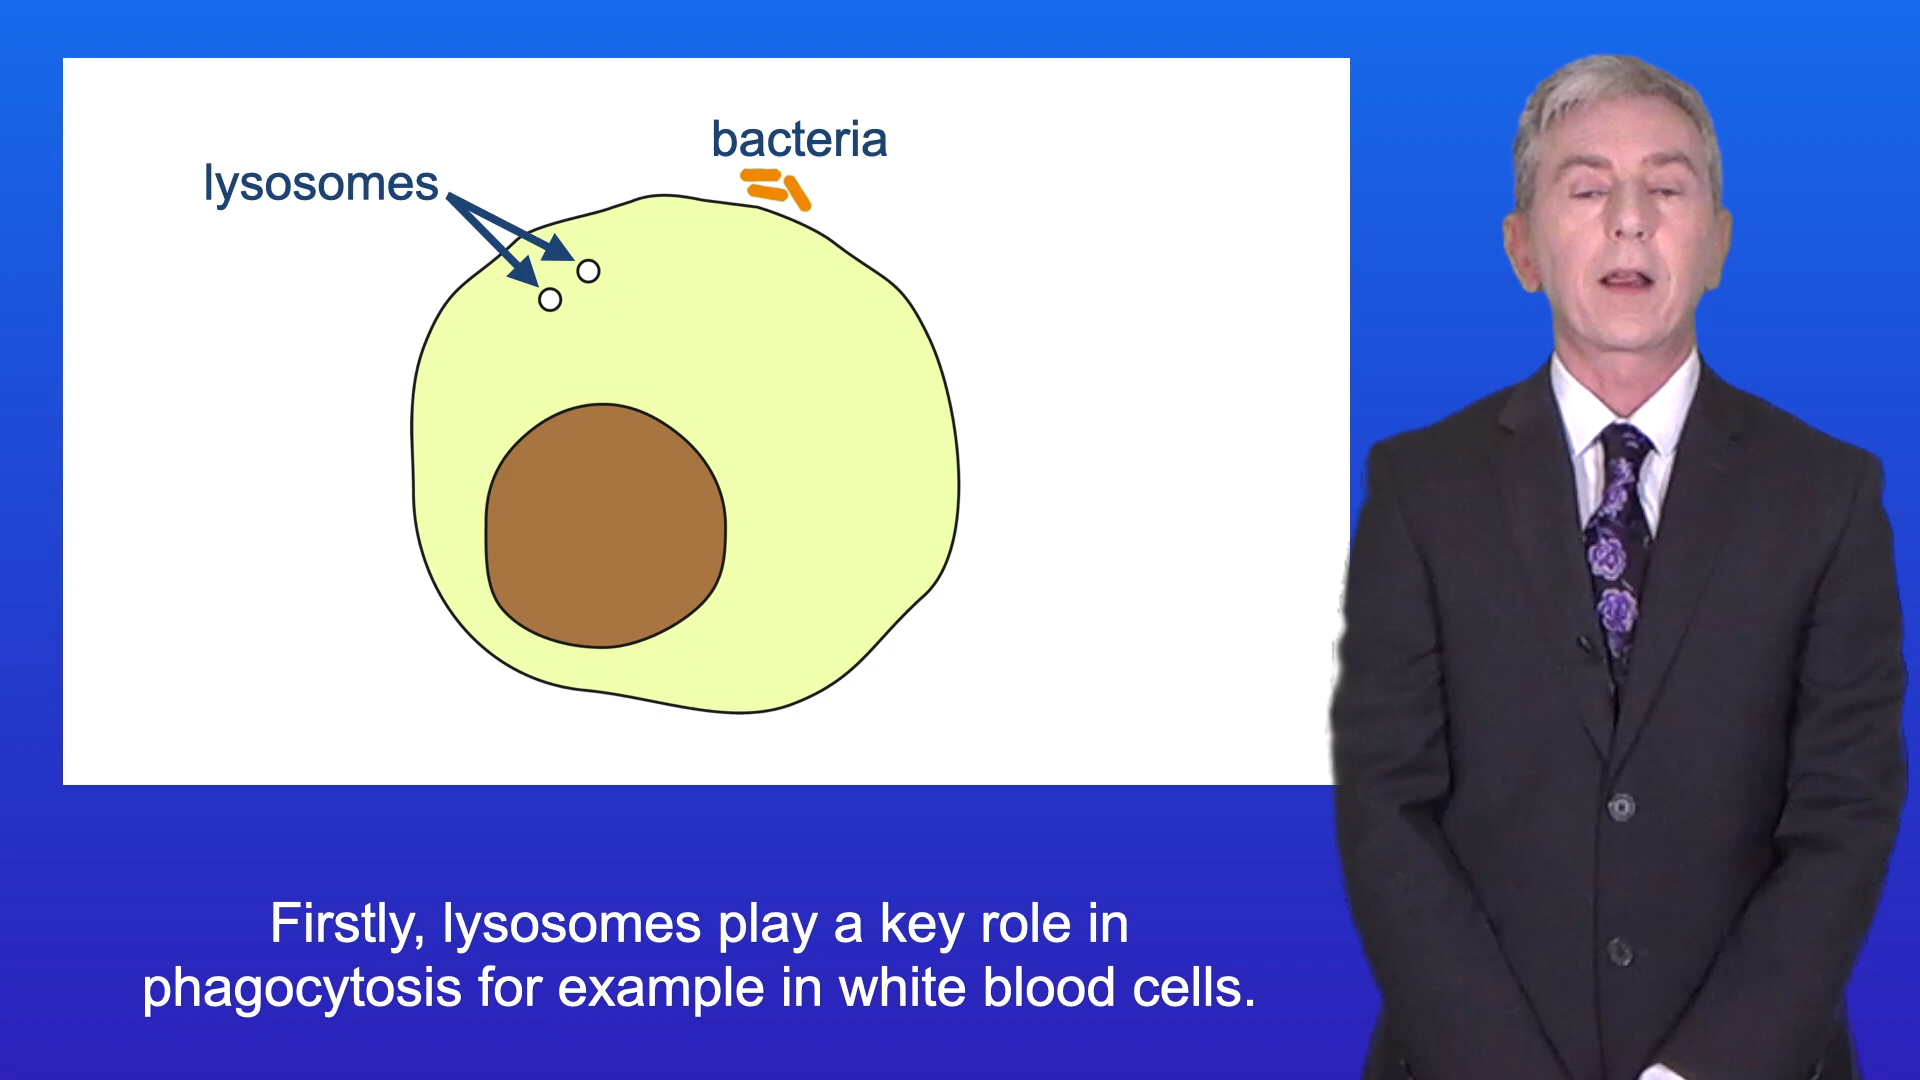 bacteria
lysosomes
Firstly, lysosomes play a key role in
phagocytosis for example in white blood cells.